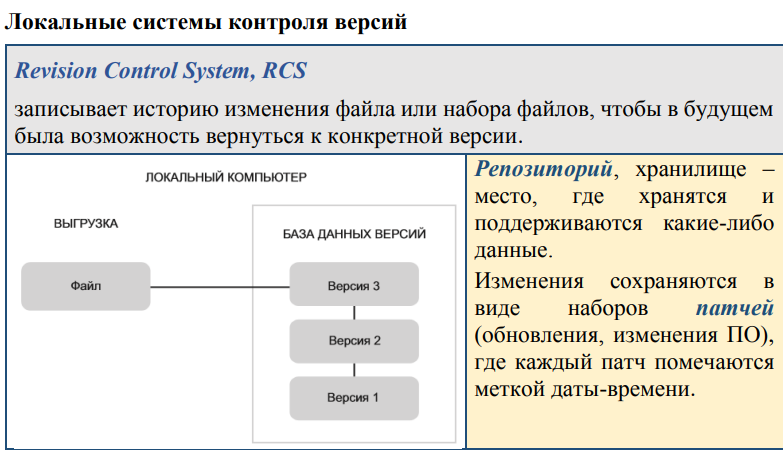 Локальные системы контроля версий
Revision Control System, RCS
записывает историю изменения файла или набора файлов, чтобы в будущем
была возможность вернуться к конкретной версии.
ЛОКАЛЬНЫЙ КОМПЬЮТЕР
ВЫГРУЗКА
БАЗА ДАННЫХ ВЕРСИЙ
Файл
Версия 3
Версия 2
Версия 1
Репозиторий, хранилище –
место, где хранятся и
поддерживаются какие-либо
данные.
Изменения сохраняются в
виде наборов патчей
(обновления, изменения ПО),
где каждый патч помечаются
меткой даты-времени.